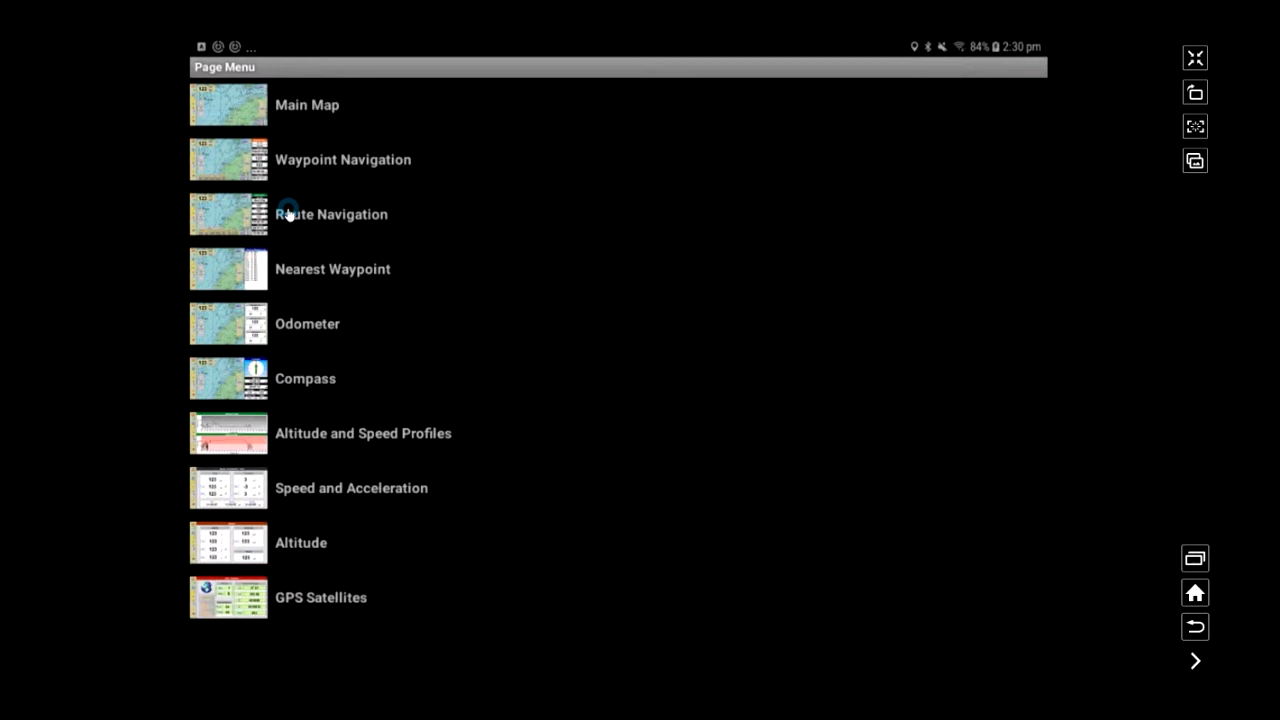 ... 84% 2:30 pm
Page Menu
Main Map
Waypoint Navigation
Route Navigation
Nearest Waypoint
Odometer
Compass
Altitude and Speed Profiles
Speed and Acceleration
Altitude
GPS Satellites